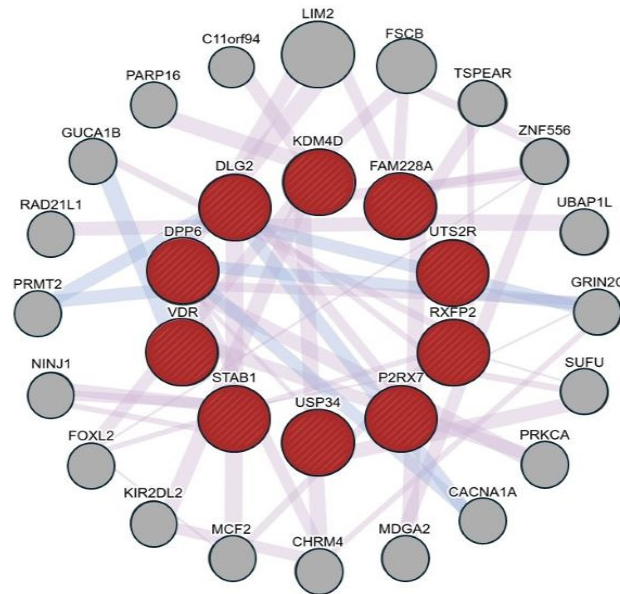 LIM2
C11orf94
FSCB
TSPEAR
PARP16
ZNF556
KDM4D
GUCA1B
DLG2
FAM228A
RAD21L1
UBAP1L
DPP6
UTS2R
PRMT2
GRIN2C
VDR
RXFP2
NINJ1
SUFU
STAB1
P2RX7
USP34
FOXL2
PRKCA
KIR2DL2
CACNA1A
MCF2
CHRM4
MDGA2